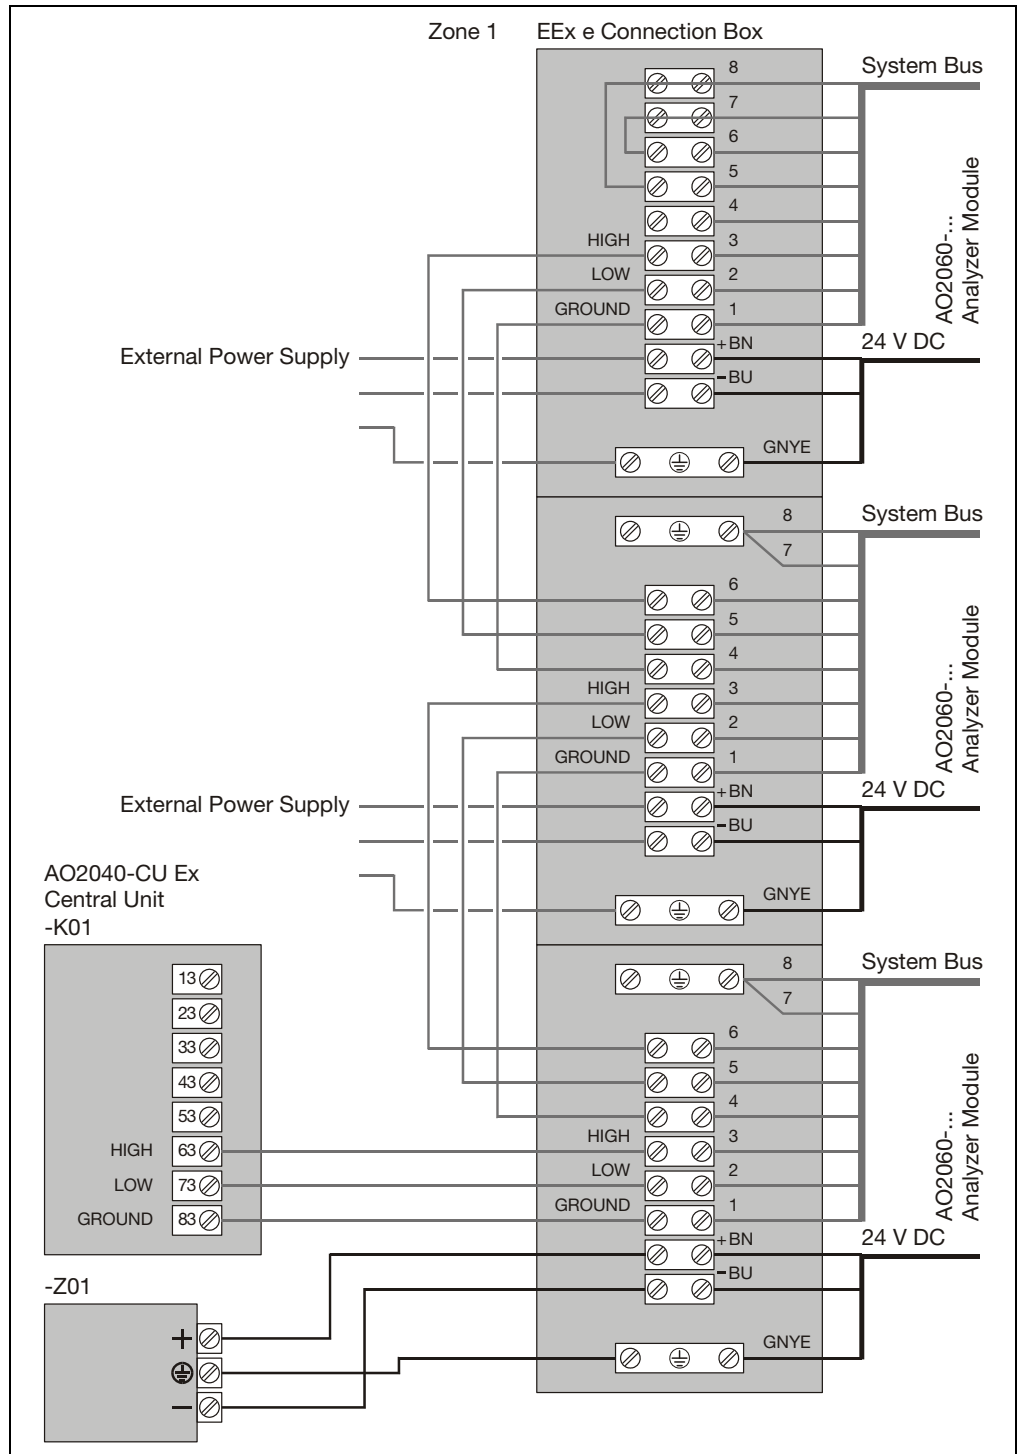 Zone 1 EEx e Connection Box
8
System Bus
7
6
5
4
HIGH 3
LOW 2
GROUND 1
AO2060-...
Analyzer Module
+BN
24 V DC
External Power Supply
–BU
GNYE
8
System Bus
7
6
5
4
HIGH 3
LOW 2
GROUND 1
AO2060-...
Analyzer Module
+BN
24 V DC
External Power Supply
–BU
AO2040-CU Ex
Central Unit
-K01
GNYE
8
System Bus
7
13
23
33
43
53
HIGH 63
LOW 73
GROUND 83
6
5
4
HIGH 3
LOW 2
GROUND 1
AO2060-...
Analyzer Module
+BN
24 V DC
–BU
-Z01
+
–
GNYE